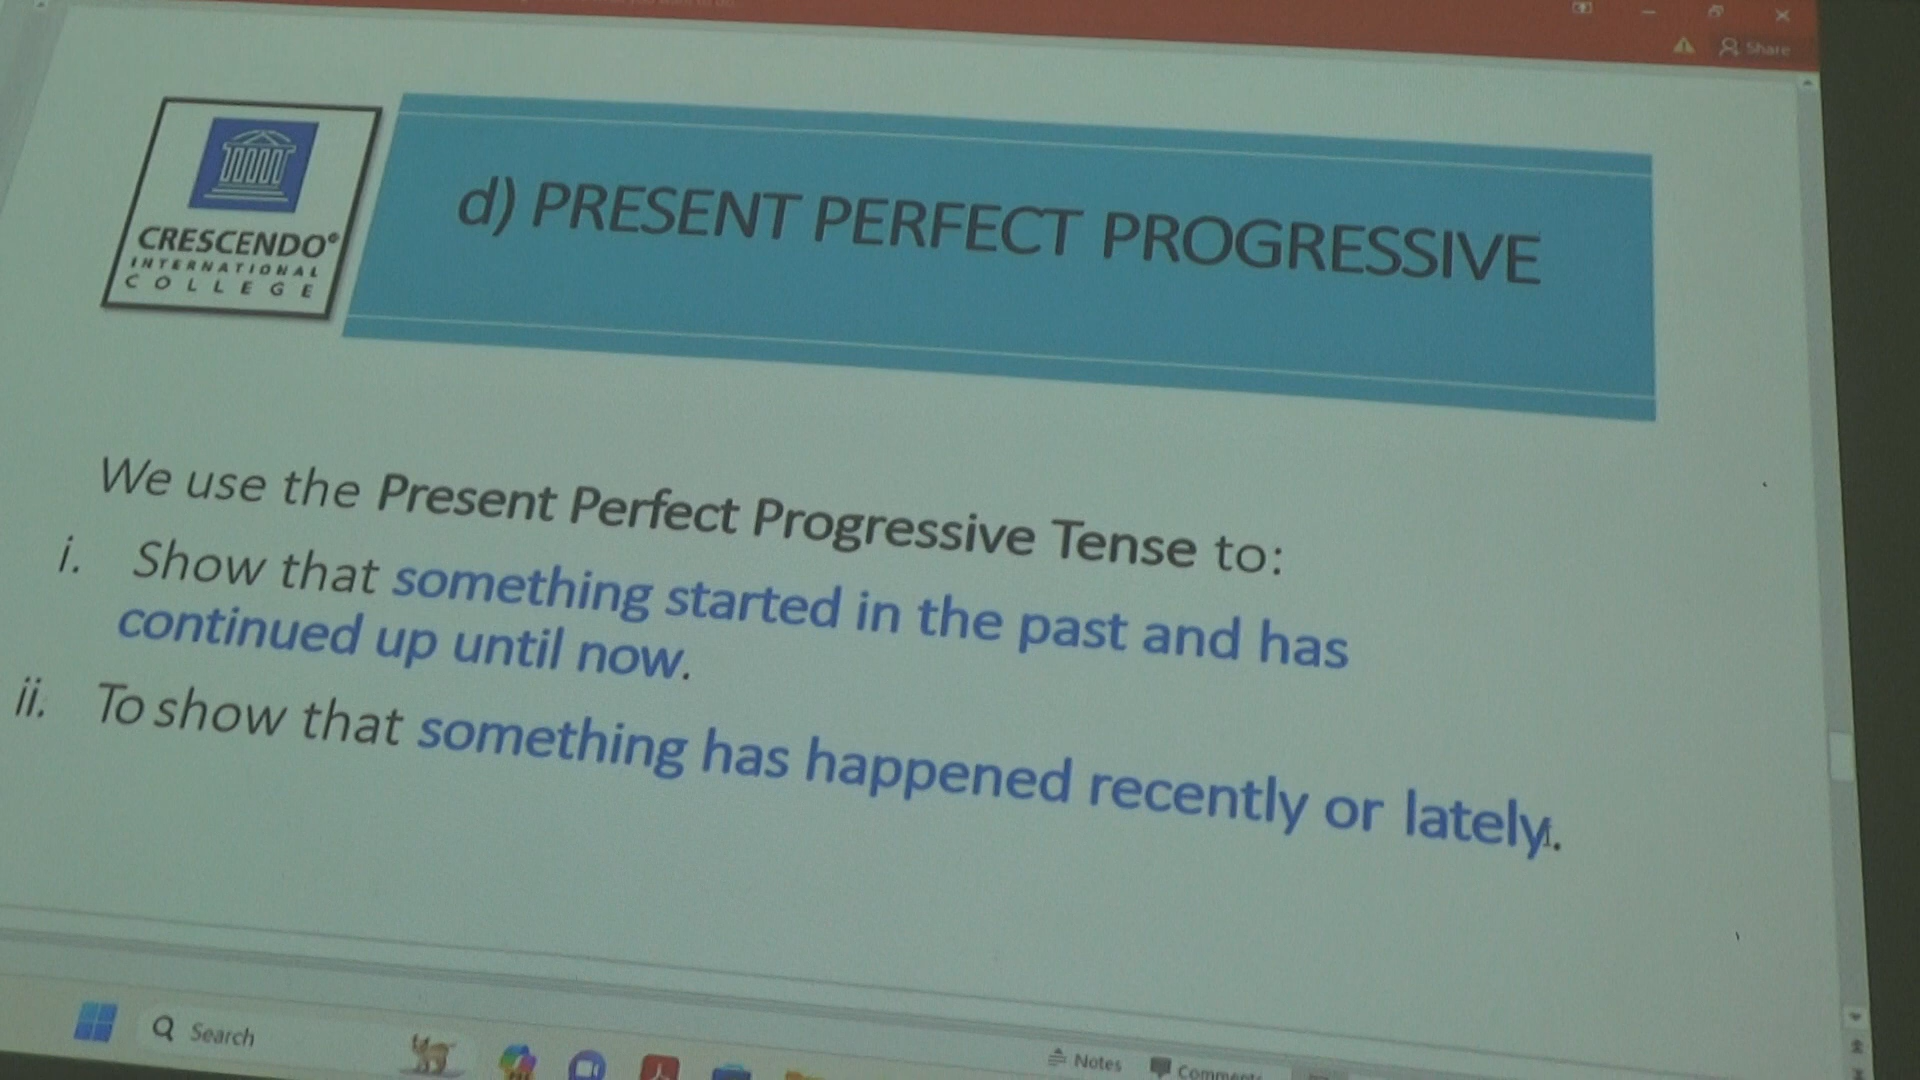 Share
CRESCENDO®
INTERNATIONAL
COLLEGE
d) PRESENT PERFECT PROGRESSIVE
We use the Present Perfect Progressive Tense to:
i. Show that something started in the past and has
continued up until now.
ii. To show that something has happened recently or lately.
Search
Notes
Comments